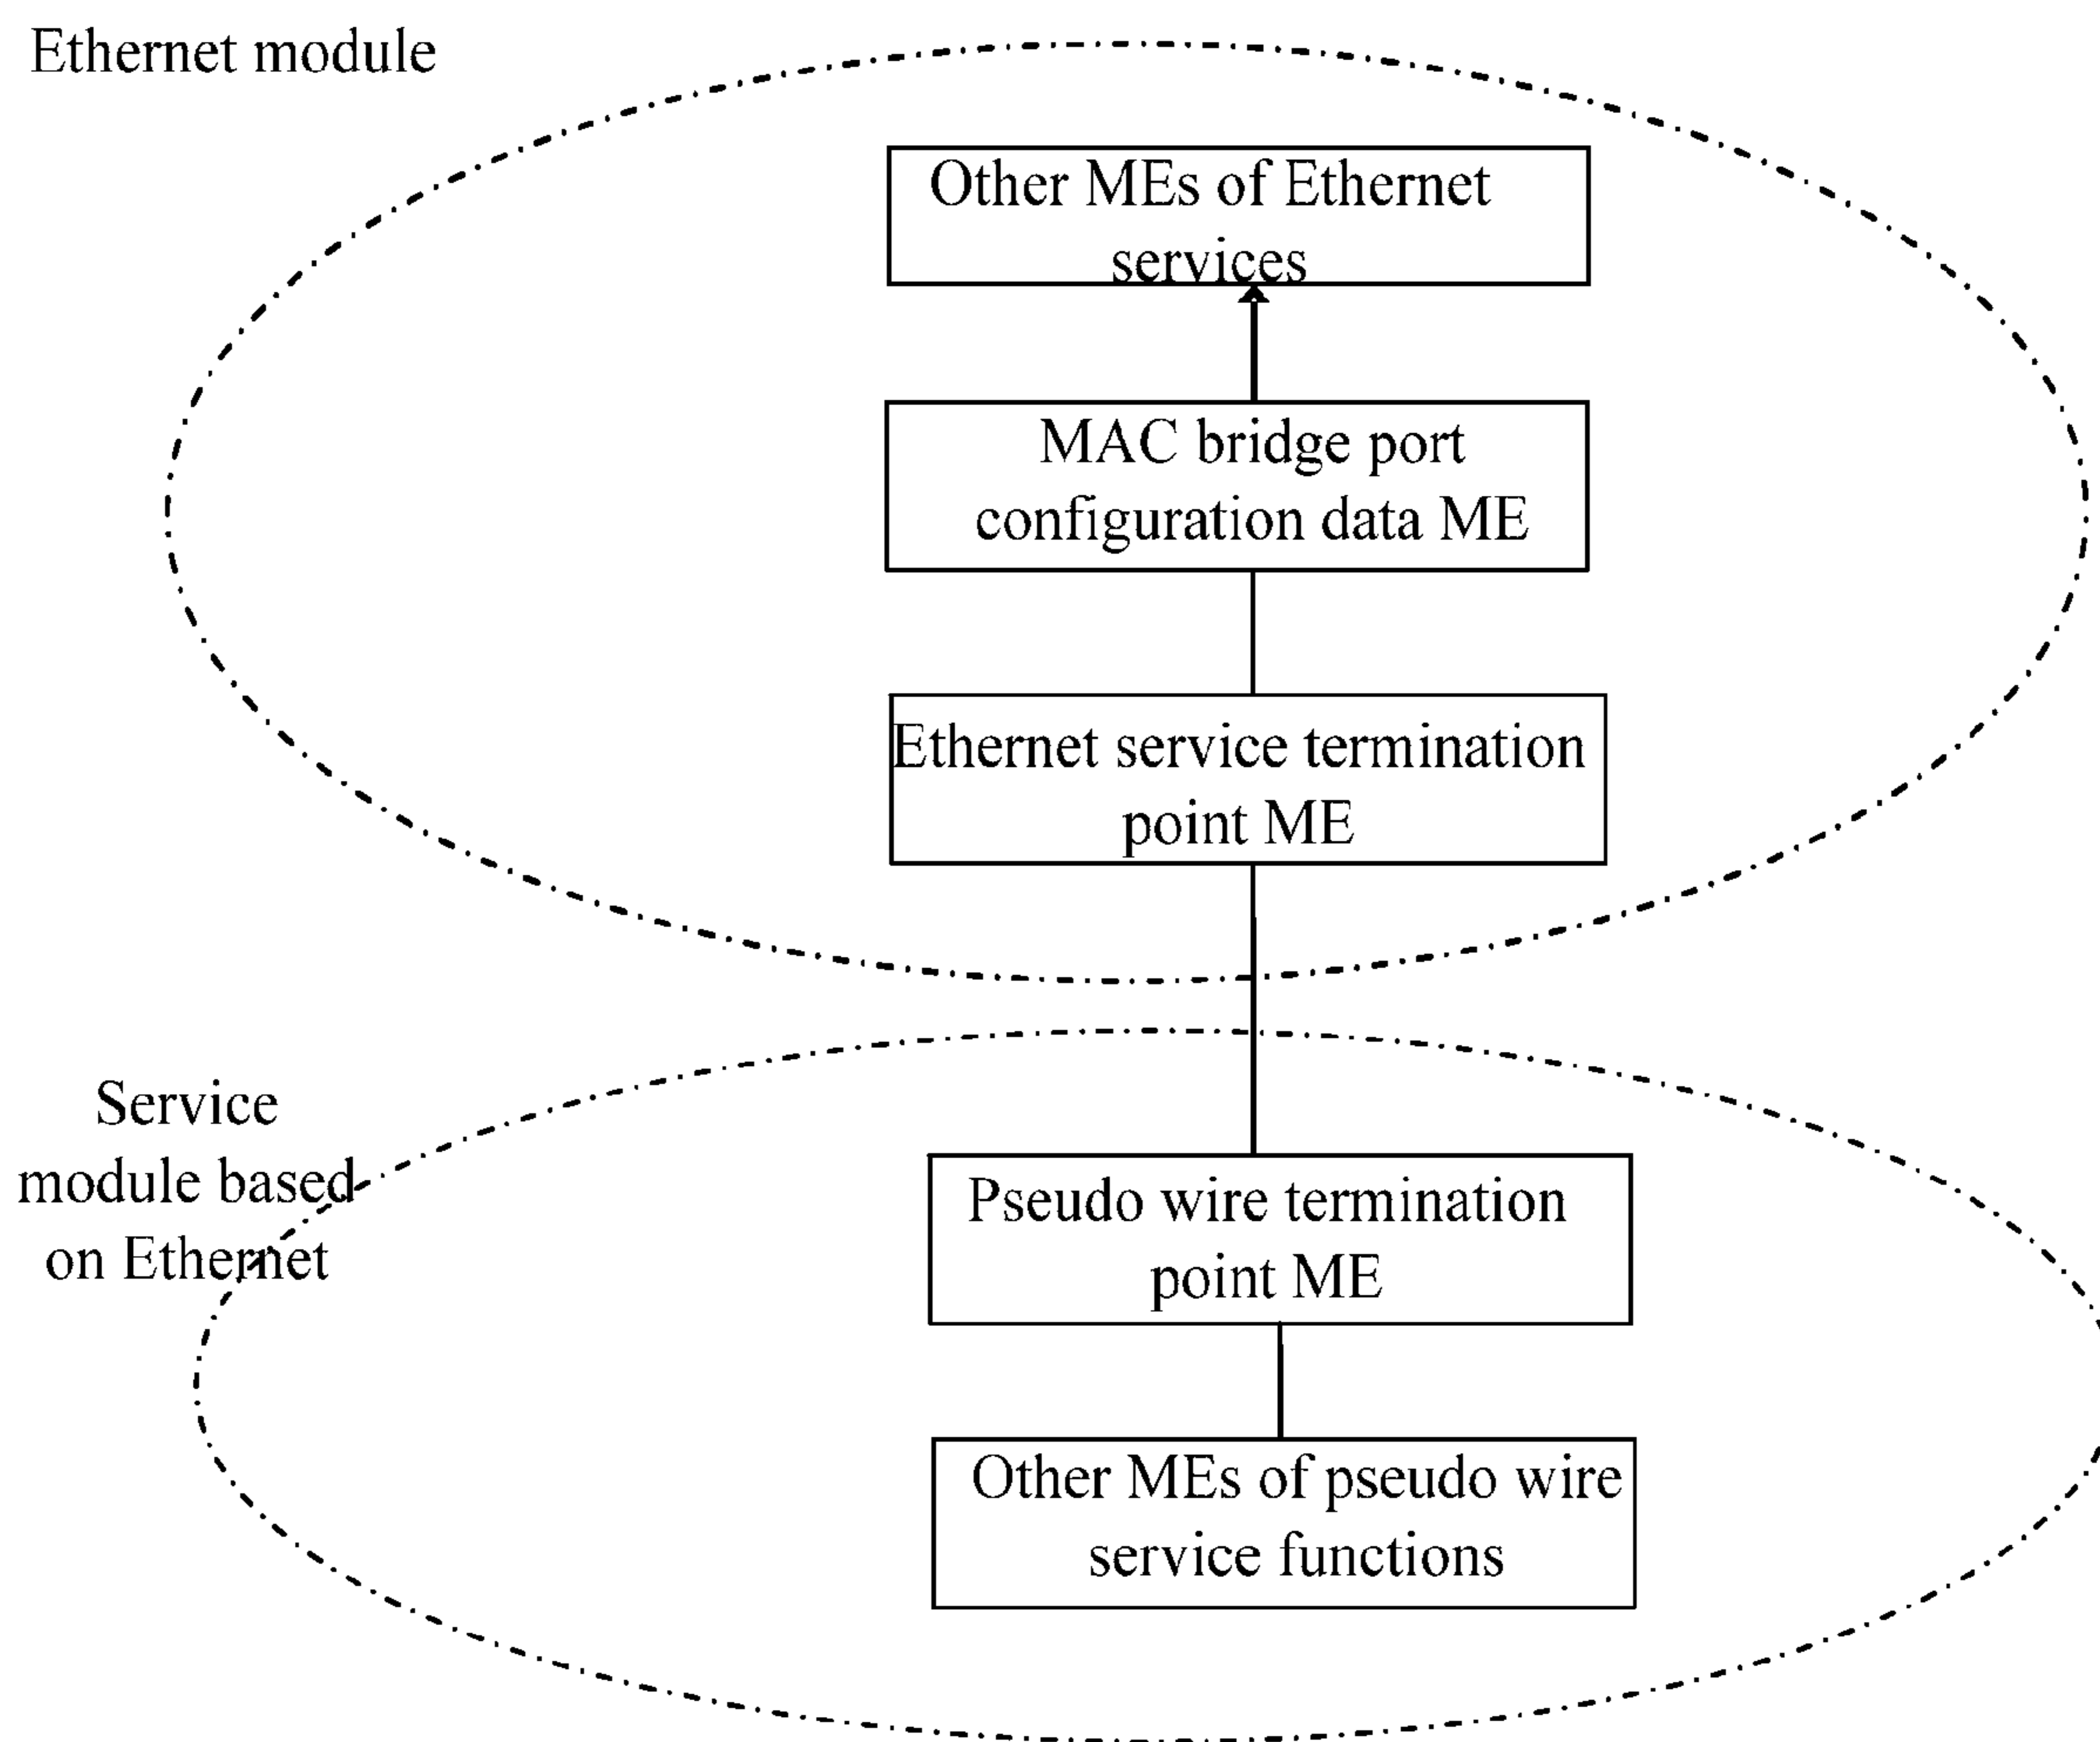 Ethernet module
Other MEs of Ethernet
services
MAC bridge port
configuration data ME
Ethernet service termination
point ME
Service
module based
on Ethernet
Pseudo wire termination
point ME
Other MEs of pseudo wire
service functions